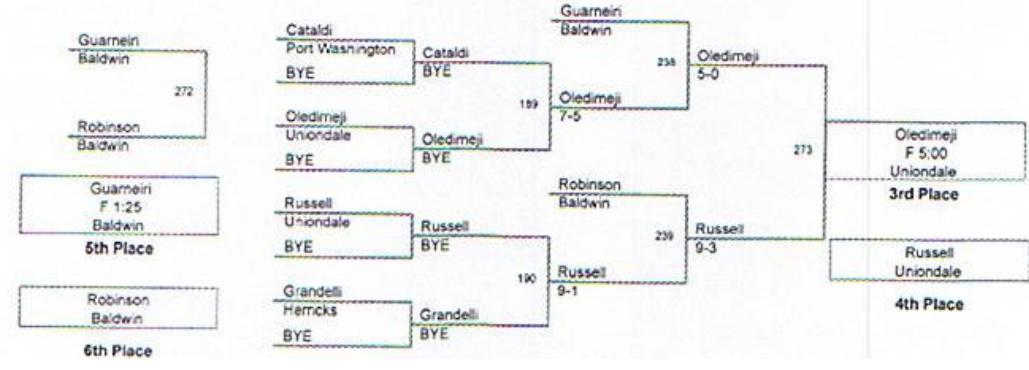 Guarneiri
Baldwin
272
Robinson
Baldwin
Guarneiri
F 1:25
Baldwin
5th Place
Robinson
Baldwin
6th Place
Cataldi
Port Washington
BYE
Cataldi
BYE
Oledimeji
Uniondale
BYE
Oledimeji
BYE
189
Oledimeji
7-5
Russell
Uniondale
BYE
Russell
BYE
Grandelli
Herricks
BYE
Grandelli
BYE
190
Russell
9-1
Guarneiri
Baldwin
238
Oledimeji
5-0
Robinson
Baldwin
239
Russell
9-3
273
Oledimeji
F 5:00
Uniondale
3rd Place
Russell
Uniondale
4th Place